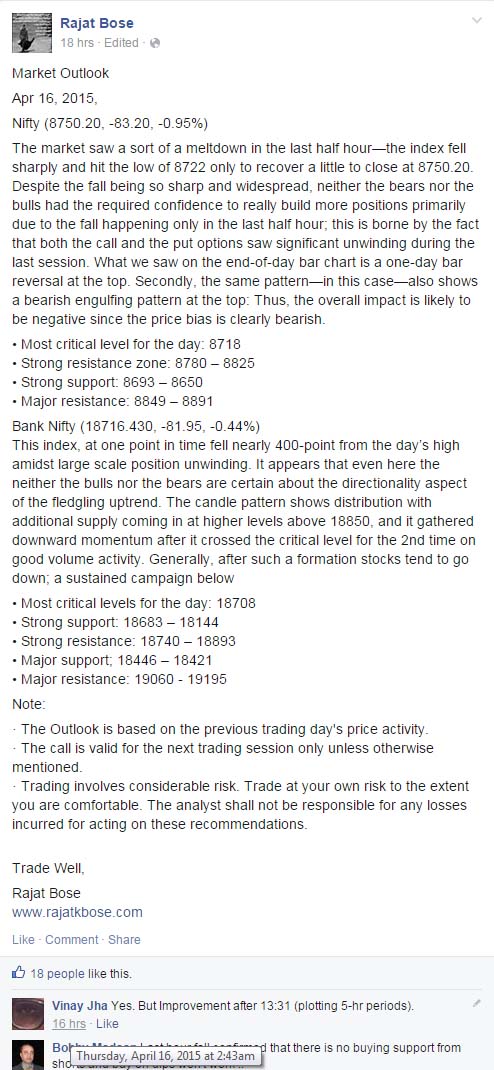 Rajat Bose
18 hrs · Edited ·
Market Outlook
Apr 16, 2015,
Nifty (8750.20, -83.20, -0.95%)
The market saw a sort of a meltdown in the last half hour—the index fell
sharply and hit the low of 8722 only to recover a little to close at 8750.20.
Despite the fall being so sharp and widespread, neither the bears nor the
bulls had the required confidence to really build more positions primarily
due to the fall happening only in the last half hour; this is borne by the fact
that both the call and the put options saw significant unwinding during the
last session. What we saw on the end-of-day bar chart is a one-day bar
reversal at the top. Secondly, the same pattern—in this case—also shows
a bearish engulfing pattern at the top: Thus, the overall impact is likely to
be negative since the price bias is clearly bearish.
• Most critical level for the day: 8718
• Strong resistance zone: 8780 – 8825
• Strong support: 8693 – 8650
• Major resistance: 8849 – 8891
Bank Nifty (18716.430, -81.95, -0.44%)
This index, at one point in time fell nearly 400-point from the day's high
amidst large scale position unwinding. It appears that even here the
neither the bulls nor the bears are certain about the directionality aspect
of the fledgling uptrend. The candle pattern shows distribution with
additional supply coming in at higher levels above 18850, and it gathered
downward momentum after it crossed the critical level for the 2nd time on
good volume activity. Generally, after such a formation stocks tend to go
down; a sustained campaign below
• Most critical levels for the day: 18708
• Strong support: 18683 – 18144
• Strong resistance: 18740 – 18893
• Major support; 18446 – 18421
• Major resistance: 19060 - 19195
Note:
· The Outlook is based on the previous trading day's price activity.
· The call is valid for the next trading session only unless otherwise
mentioned.
· Trading involves considerable risk. Trade at your own risk to the extent
you are comfortable. The analyst shall not be responsible for any losses
incurred for acting on these recommendations.
Trade Well,
Rajat Bose
www.rajatkbose.com
Like · Comment · Share
18 people like this.
Vinay Jha Yes. But Improvement after 13:31 (plotting 5-hr periods).
16 hrs · Like
that there is no buying support from
Thursday, April 16, 2015 at 2:43am